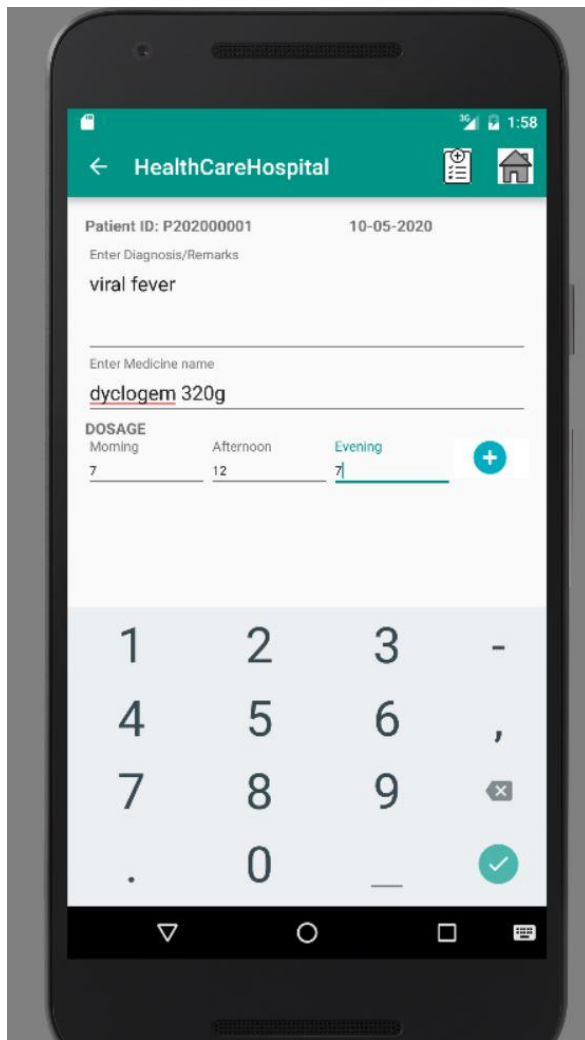 3G 1:58
HealthCareHospital
Patient ID: P202000001 10-05-2020
Enter Diagnosis/Remarks
viral fever
Enter Medicine name
dyclogem 320g
DOSAGE
Morning Afternoon Evening
7 12 7
1 2 3 -
4 5 6 ,
7 8 9
. 0 _